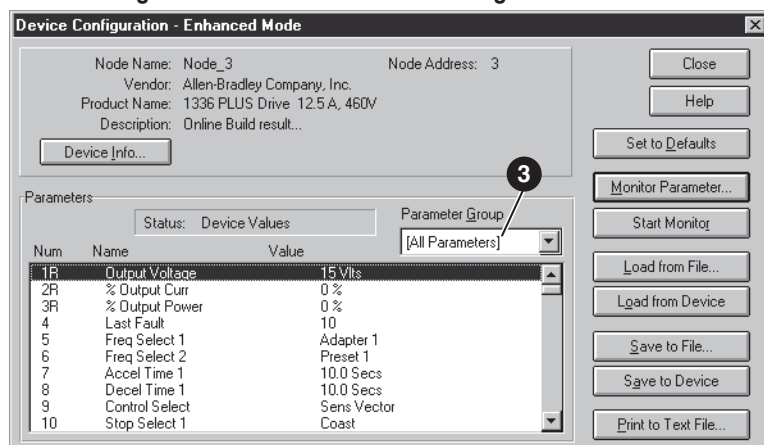 Device Configuration - Enhanced Mode
Node Name: Node_3 Node Address: 3
Vendor: Allen-Bradley Company, Inc.
Product Name: 1336 PLUS Drive 12.5 A, 460V
Description: Online Build result...
Device Info...
Close
Help
Set to Defaults
Monitor Parameter...
Start Monitor
Load from File...
Load from Device
Save to File...
Save to Device
Print to Text File...
3
Parameters
Status: Device Values
Parameter Group
[All Parameters]
Num Name Value
1R Output Voltage 15 Vlts
2R % Output Curr 0 %
3R % Output Power 0 %
4 Last Fault 10
5 Freq Select 1 Adapter 1
6 Freq Select 2 Preset 1
7 Accel Time 1 10.0 Secs
8 Decel Time 1 10.0 Secs
9 Control Select Sens Vector
10 Stop Select 1 Coast